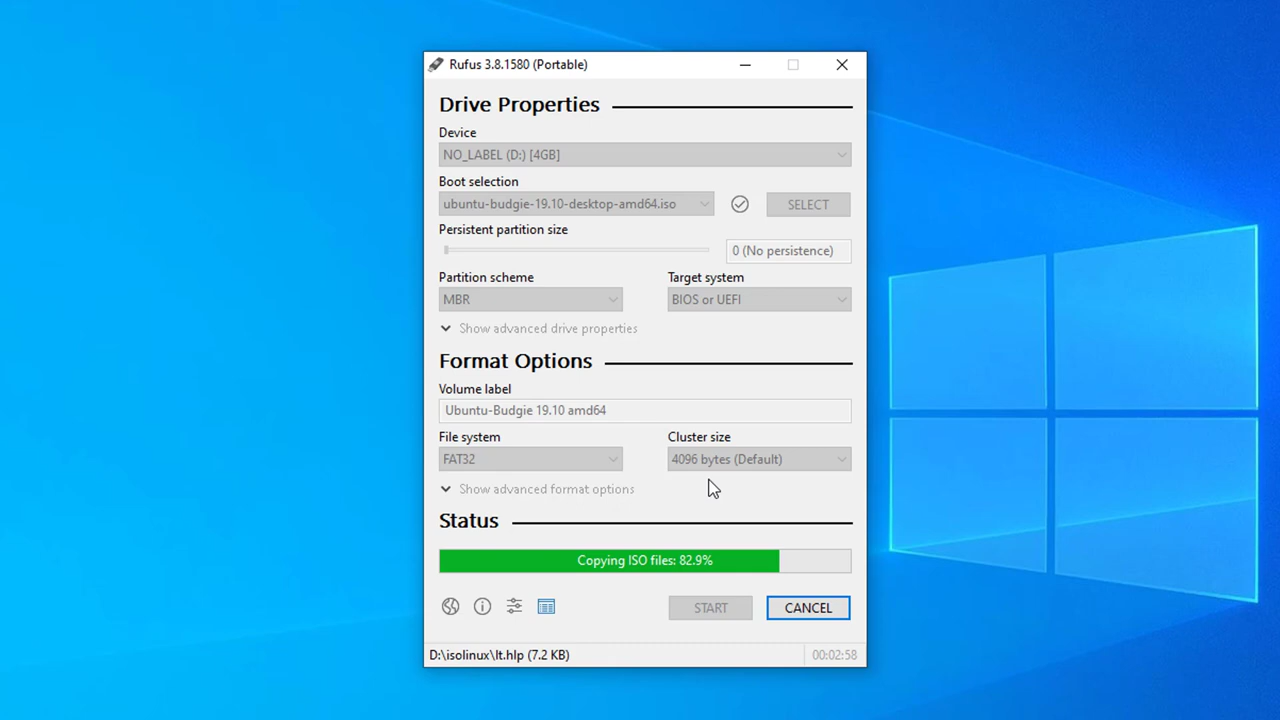 Rufus 3.8.1580 (Portable)
Drive Properties
Device
NO_LABEL (D:) [4GB]
Boot selection
ubuntu-budgie-19.10-desktop-amd64.iso
SELECT
Persistent partition size
0 (No persistence)
Partition scheme
Target system
MBR
BIOS or UEFI
Show advanced drive properties
Format Options
Volume label
Ubuntu-Budgie 19.10 amd64
File system
Cluster size
FAT32
4096 bytes (Default)
Show advanced format options
Status
Copying ISO files: 82.9%
START
CANCEL
D:\isolinux\lt.hlp (7.2 KB)
00:02:58